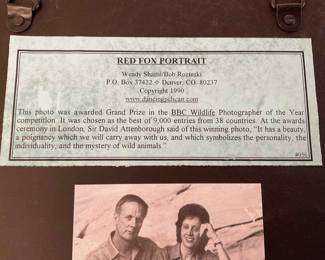 RED FOX PORTRAIT
Wendy Shattil/Bob Rozinski
P.O. Box 37422 ◊ Denver, CO 80237
Copyright 1990
www.dancingpelican.com
This photo was awarded Grand Prize in the BBC Wildlife Photographer of the Year
competition. It was chosen as the best of 9,000 entries from 38 countries. At the awards
ceremony in London, Sir David Attenborough said of this winning photo, "It has a beauty,
a poignancy which we will carry away with us, and which symbolizes the personality, the
individuality, and the mystery of wild animals."